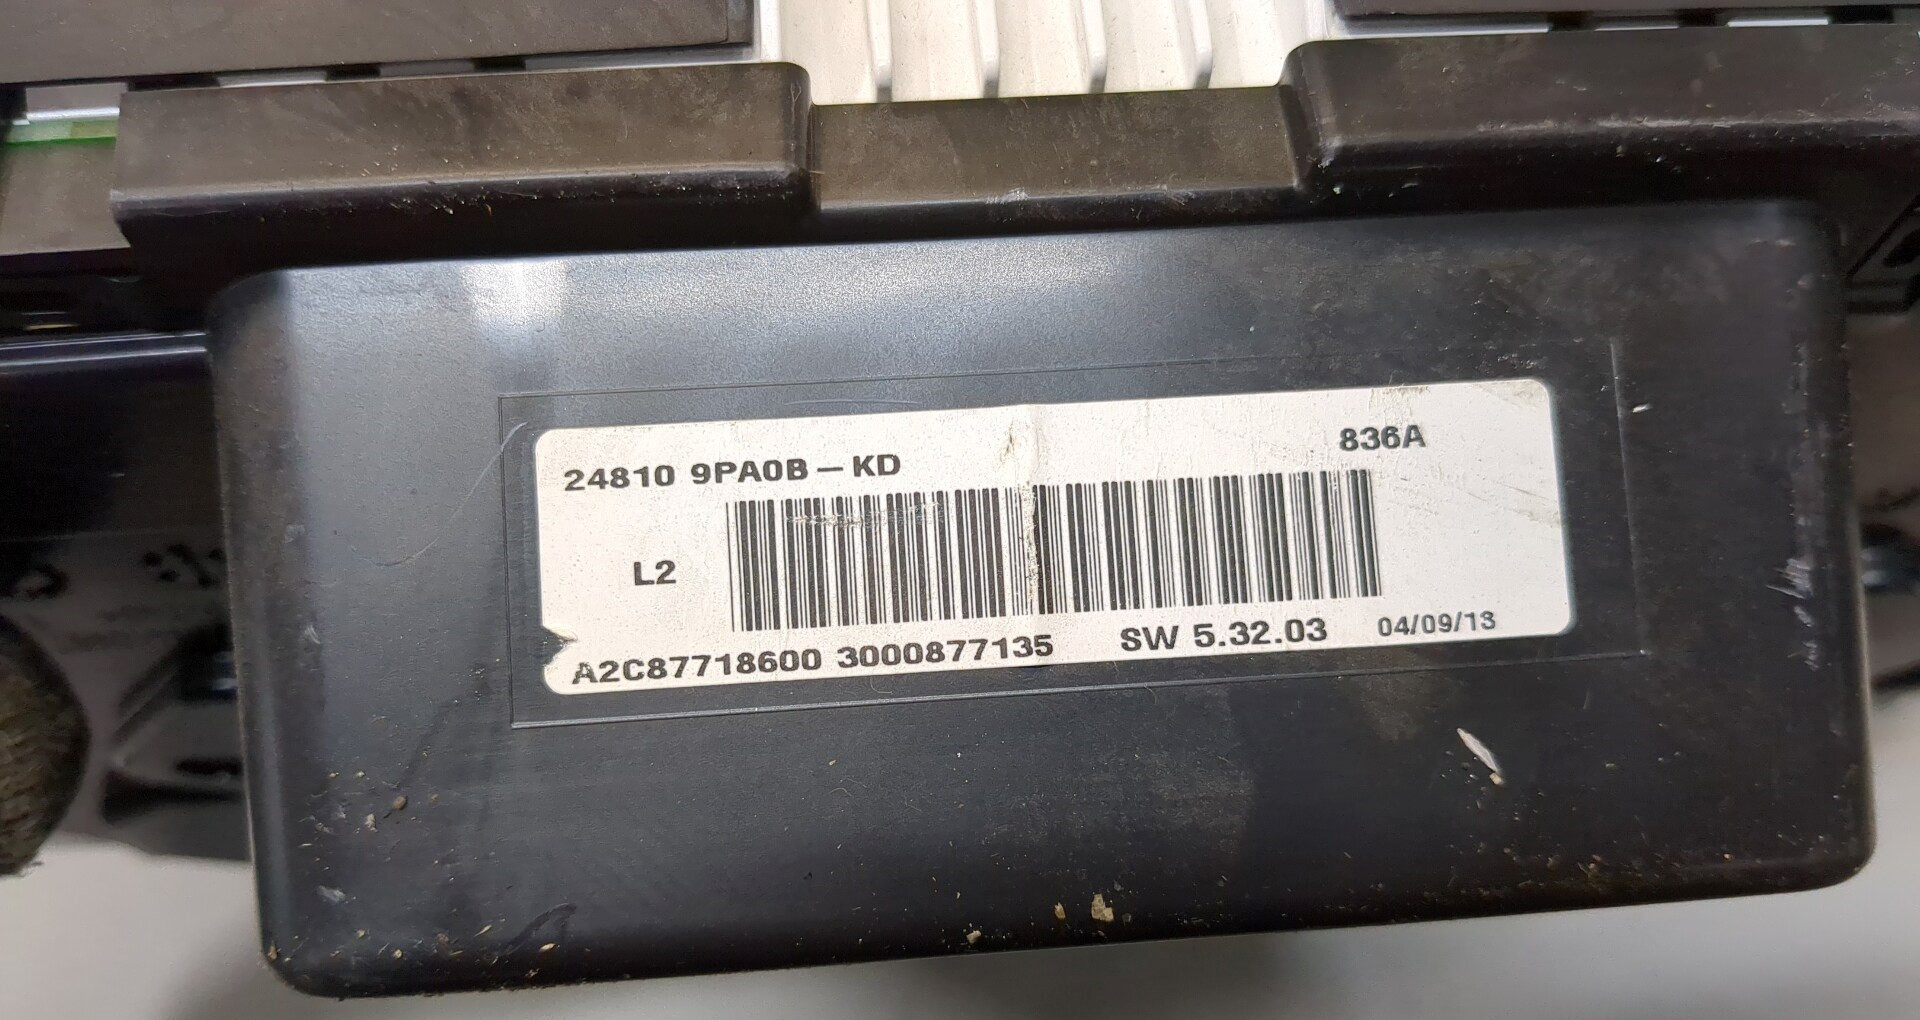 24810 9PA0B – KD 836A
L2
A2C87718600 3000877135 SW 5.32.03 04/09/13